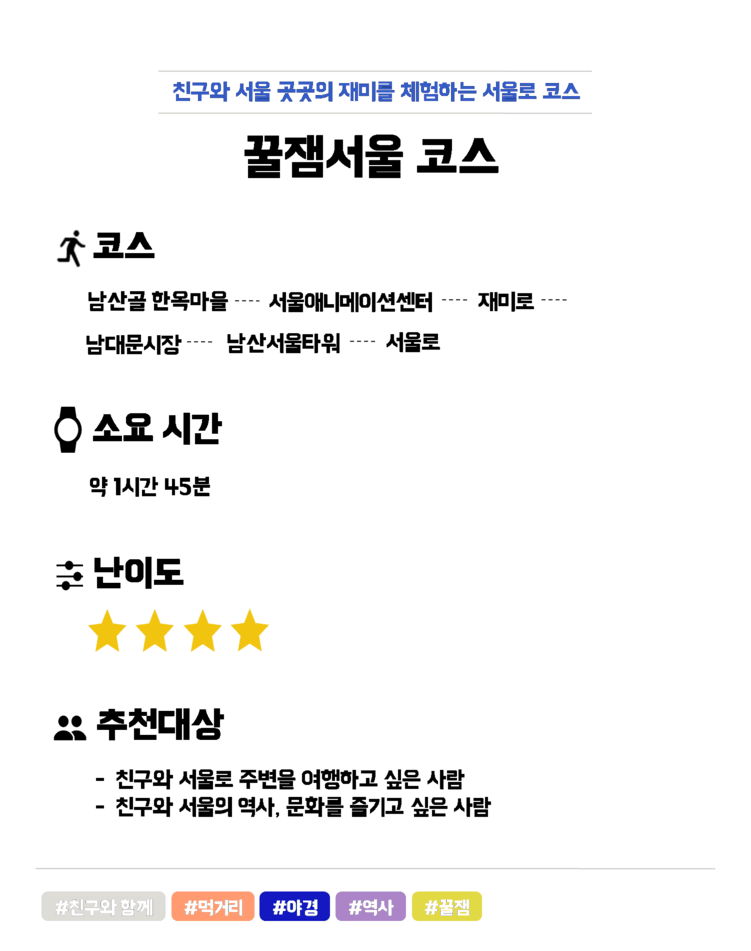 친구와 서울 곳곳의 재미를 체험하는 서울로 코스
꿀잼서울 코스
코스
남산골 한옥마을 ---- 서울애니메이션센터 ---- 재미로 ----
남대문시장 ---- 남산서울타워 ---- 서울로
소요 시간
약 1시간 45분
난이도
추천대상
- 친구와 서울로 주변을 여행하고 싶은 사람
- 친구와 서울의 역사, 문화를 즐기고 싶은 사람
#친구와 함께 #먹거리 #야경 #역사 #꿀잼